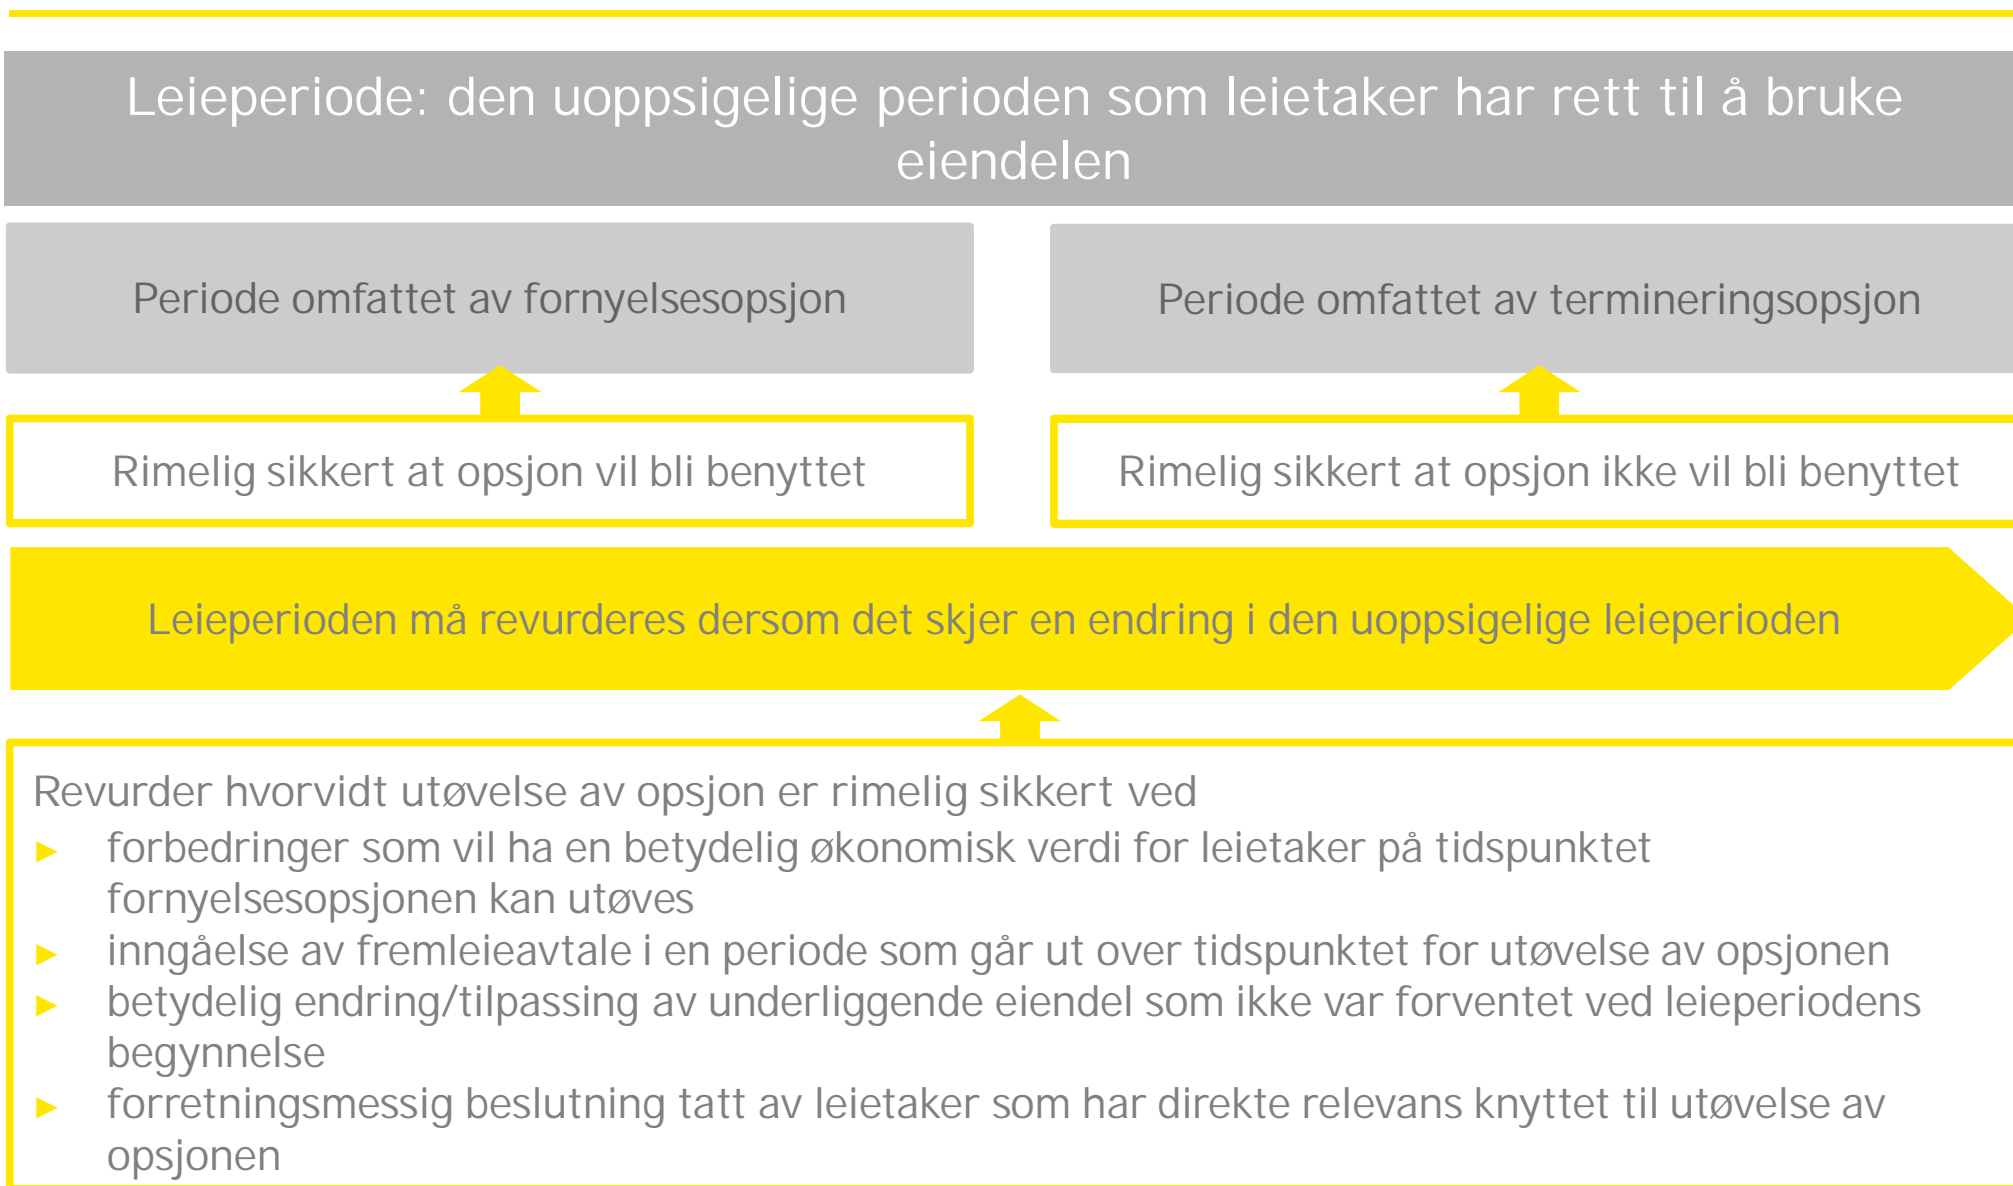 Leieperiode: den uoppsigelige perioden som leietaker har rett til å bruke
eiendelen
Periode omfattet av fornyelsesopsjon
Periode omfattet av termineringsopsjon
Rimelig sikkert at opsjon vil bli benyttet
Rimelig sikkert at opsjon ikke vil bli benyttet
Leieperioden må revurderes dersom det skjer en endring i den uoppsigelige leieperioden
Revurder hvorvidt utøvelse av opsjon er rimelig sikkert ved
► forbedringer som vil ha en betydelig økonomisk verdi for leietaker på tidspunktet
fornyelsesopsjonen kan utøves
► inngåelse av fremleieavtale i en periode som går ut over tidspunktet for utøvelse av opsjonen
► betydelig endring/tilpassing av underliggende eiendel som ikke var forventet ved leieperiodens
begynnelse
► forretningsmessig beslutning tatt av leietaker som har direkte relevans knyttet til utøvelse av
opsjonen